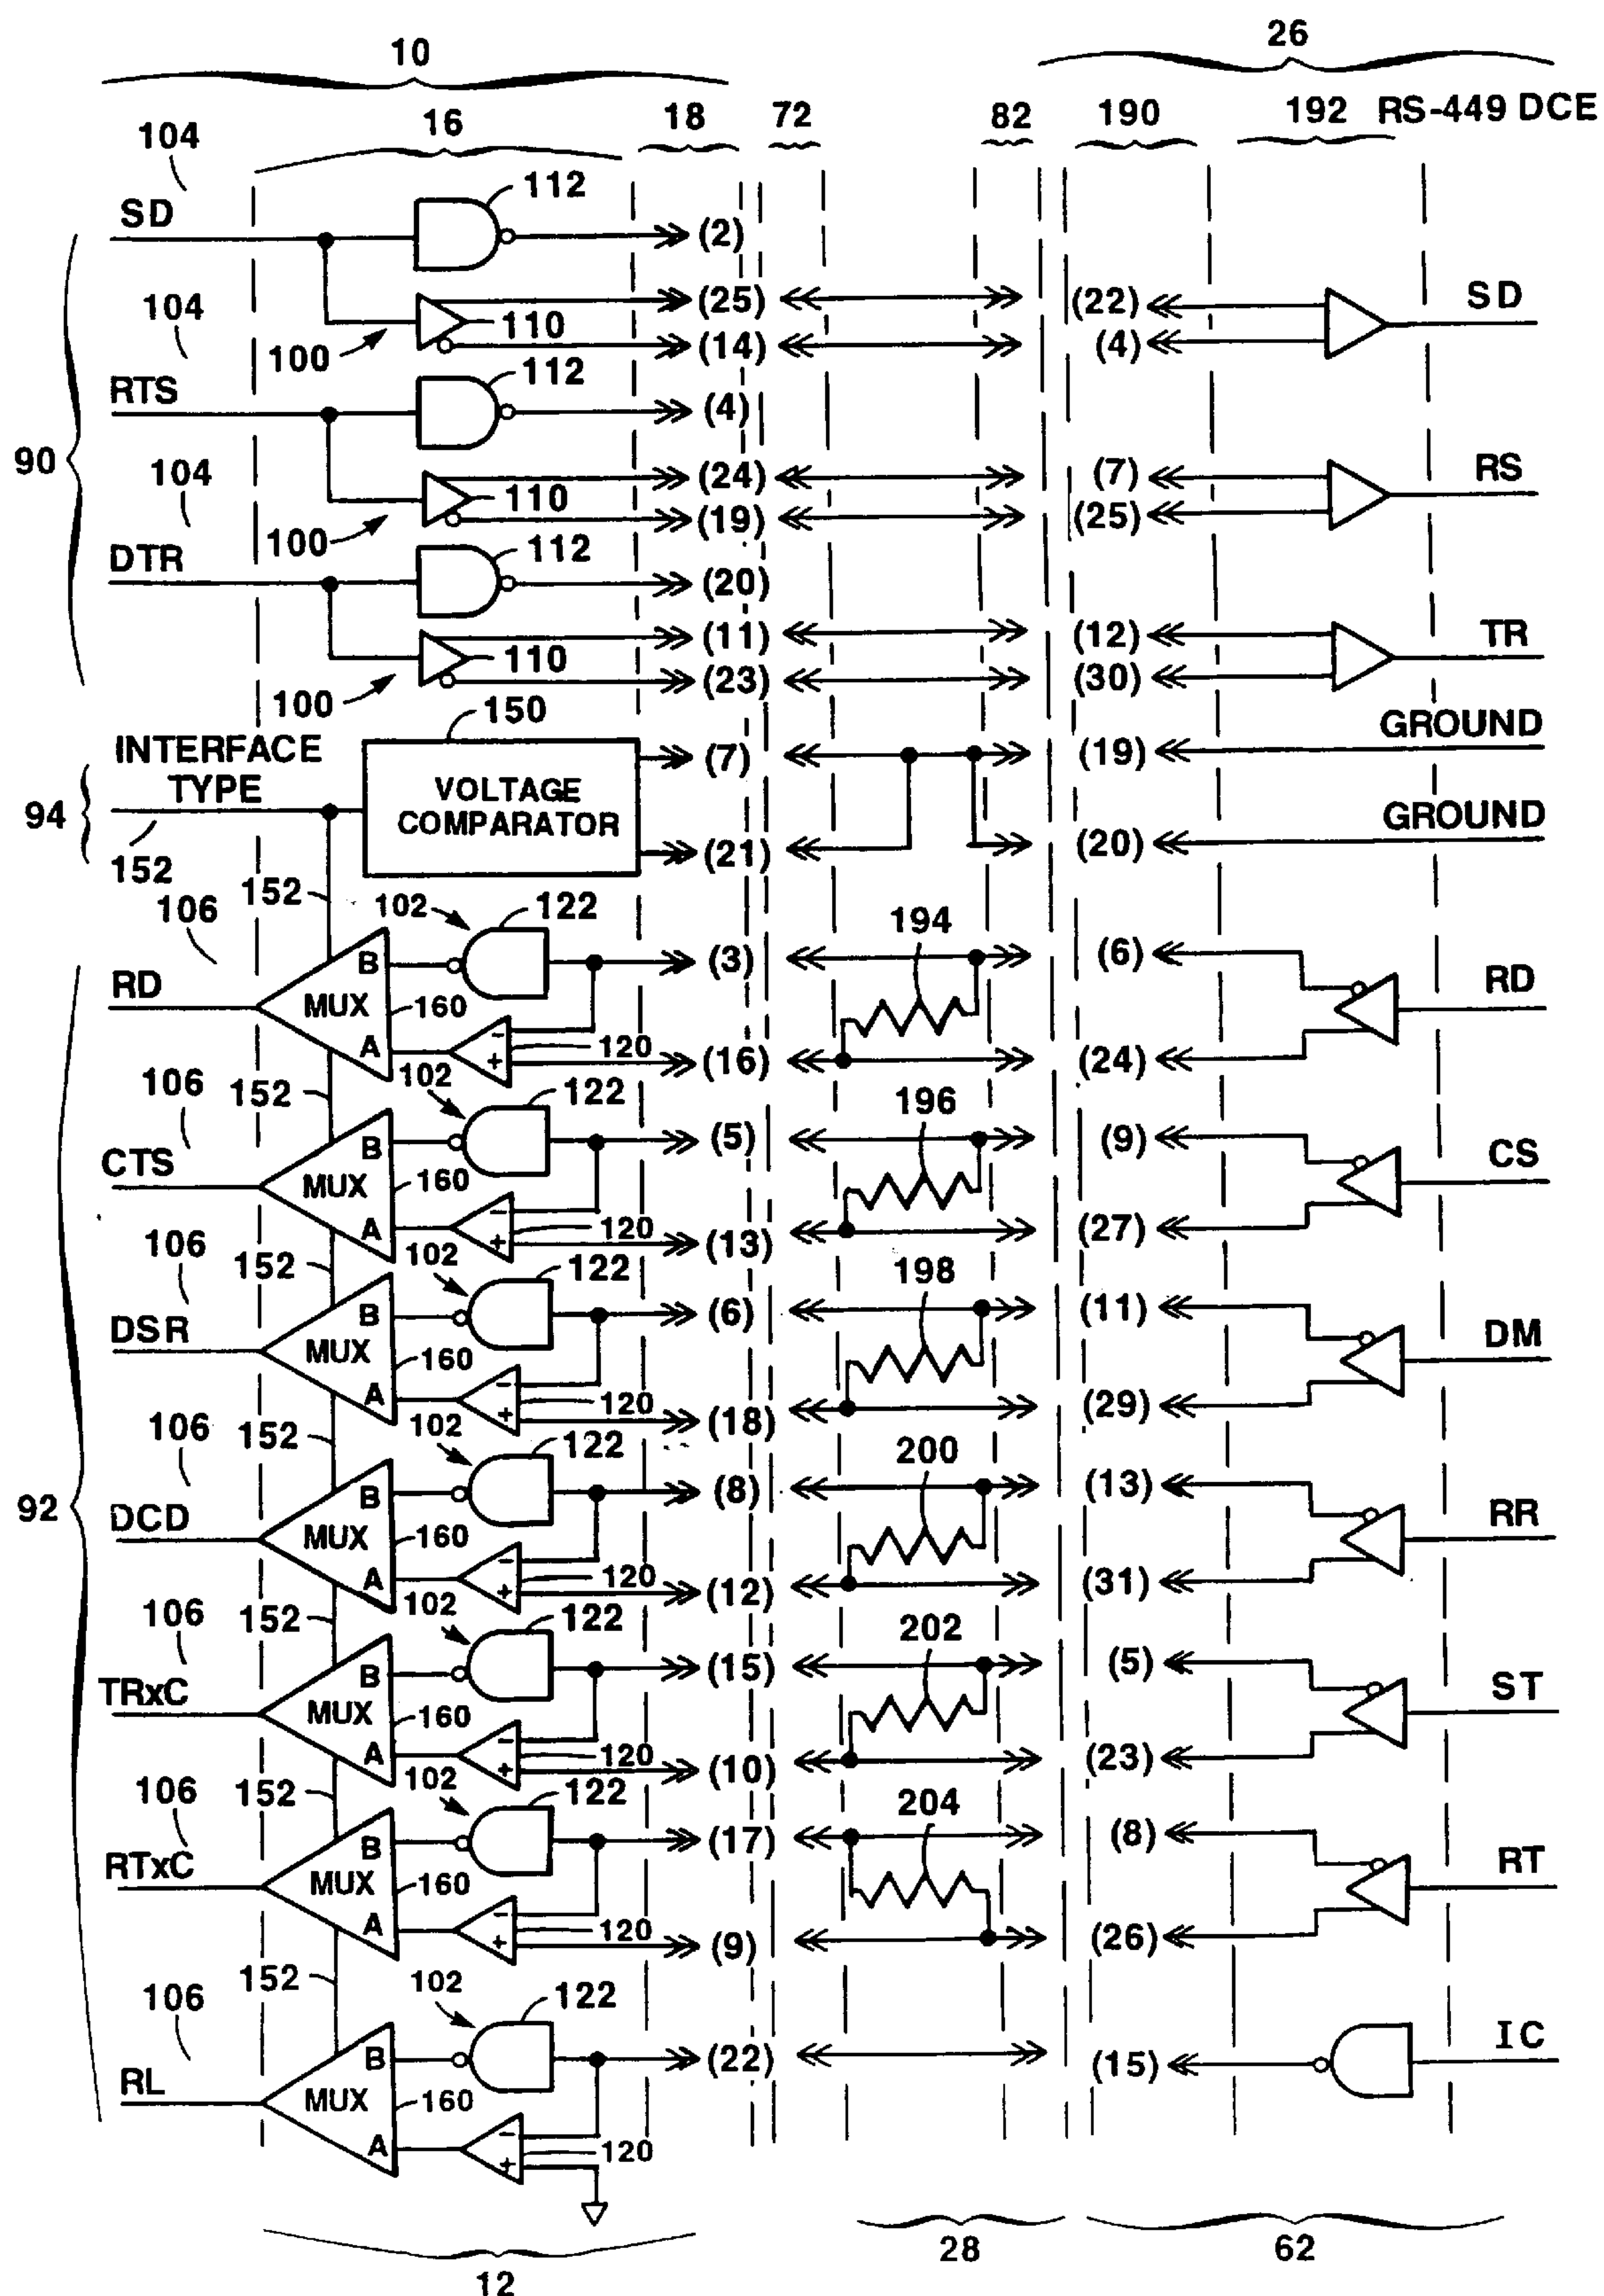 10
26
16
18
72
82
190
192
RS-449 DCE
104
SD
112
(2)
(25)
(22)
SD
110
100
(14)
(4)
104
RTS
112
(4)
90
(24)
(7)
RS
110
100
(19)
(25)
104
DTR
112
(20)
(11)
(12)
TR
110
100
(23)
(30)
150
GROUND
INTERFACE
TYPE
VOLTAGE
COMPARATOR
(7)
(19)
94
GROUND
152
(21)
(20)
106
152
102
122
194
RD
B
MUX
A
160
(3)
(6)
RD
120
(16)
(24)
106
152
102
122
196
CTS
B
MUX
A
160
(5)
(9)
CS
120
(13)
(27)
106
152
102
122
198
DSR
B
MUX
A
160
(6)
(11)
DM
120
(18)
(29)
106
152
102
122
200
92
DCD
B
MUX
A
160
(8)
(13)
RR
120
(12)
(31)
106
152
102
122
202
TRxC
B
MUX
A
160
(15)
(5)
ST
120
(10)
(23)
106
152
102
122
204
RTxC
B
MUX
A
160
(17)
(8)
RT
120
(9)
(26)
106
152
102
122
RL
B
MUX
A
160
(22)
(15)
IC
120
28
62
12